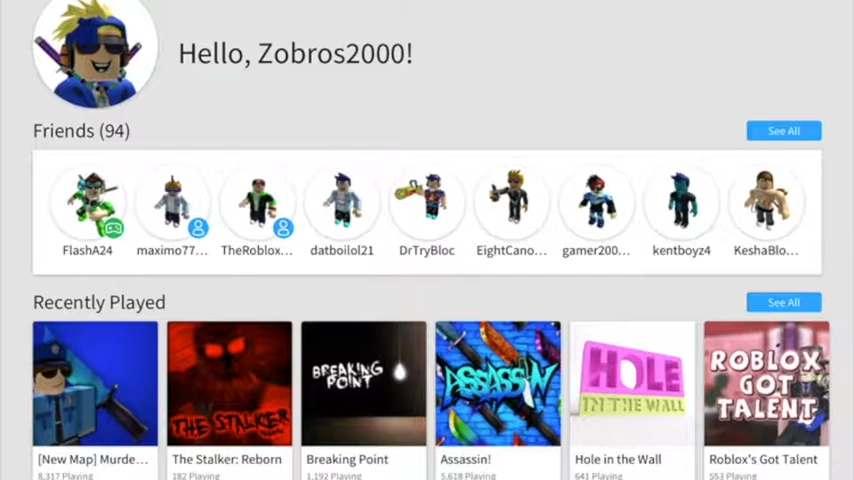 Hello, Zobros2000!
Friends (94)
See All
FlashA24
maximo77...
TheRoblox...
datboilol21
DrTryBloc
EightCano...
gamer200...
kentboyz4
KeshaBlo...
Recently Played
See All
THE STALKER
BREAKING
POINT
ASSASSIN
HOLE
IN THE WALL
ROBLOX
GOT
TALENT
[New Map] Murde...
The Stalker: Reborn
Breaking Point
Assassin!
Hole in the Wall
Roblox's Got Talent
8,317 Playing
182 Playing
1,192 Playing
5,618 Playing
641 Playing
553 Playing